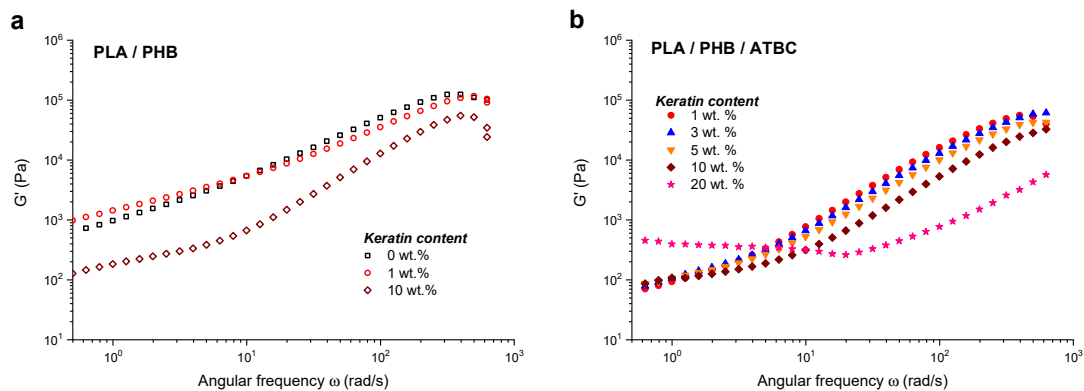 a
PLA / PHB
10⁶
10⁵
10⁴
10³
10²
10¹
G' (Pa)
Keratin content
0 wt.%
1 wt.%
10 wt.%
10⁰
10¹
10²
10³
Angular frequency ω (rad/s)
b
PLA / PHB / ATBC
10⁶
10⁵
10⁴
10³
10²
10¹
G' (Pa)
Keratin content
1 wt. %
3 wt. %
5 wt. %
10 wt. %
20 wt. %
10⁰
10¹
10²
10³
Angular frequency ω (rad/s)